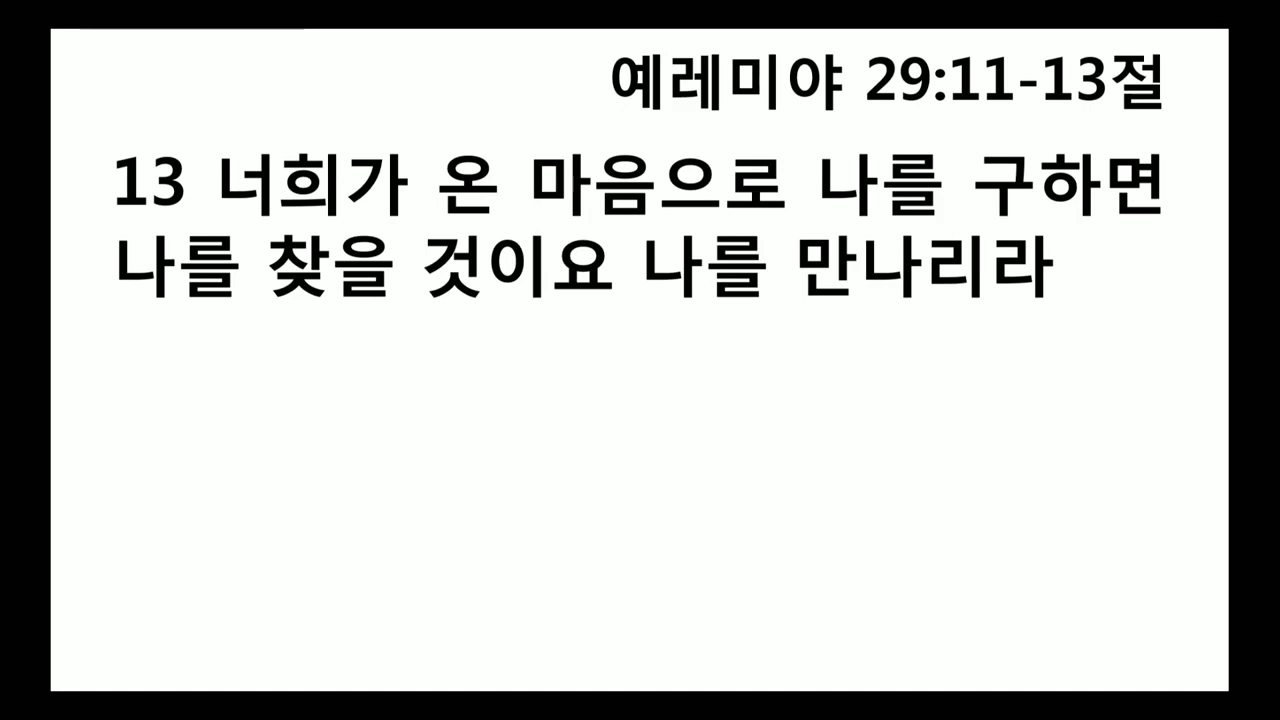 예레미야 29:11-13절
13 너희가 온 마음으로 나를 구하면
나를 찾을 것이요 나를 만나리라